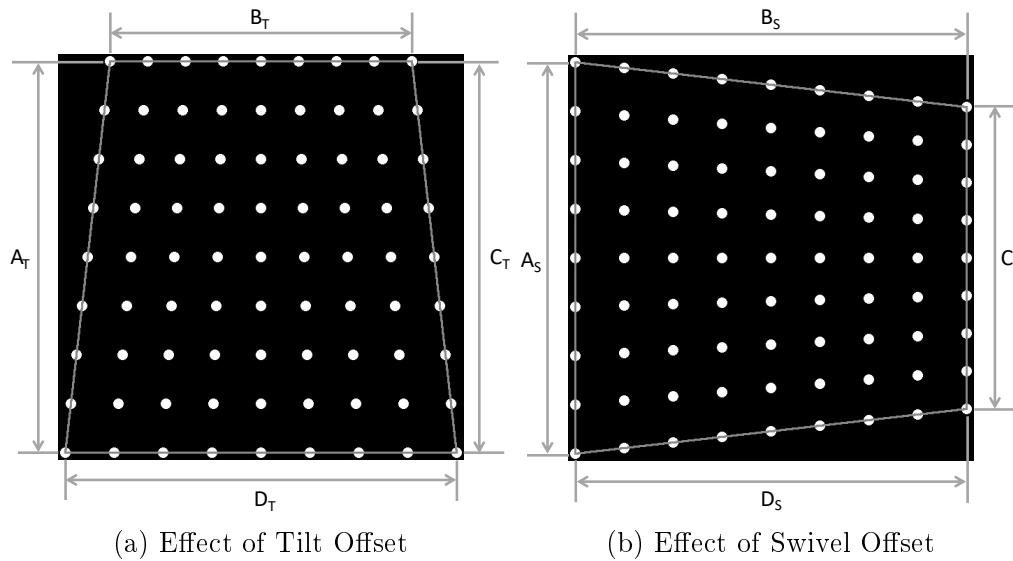 B_T
A_T
C_T
D_T
(a) Effect of Tilt Offset
B_S
A_S
C
D_S
(b) Effect of Swivel Offset